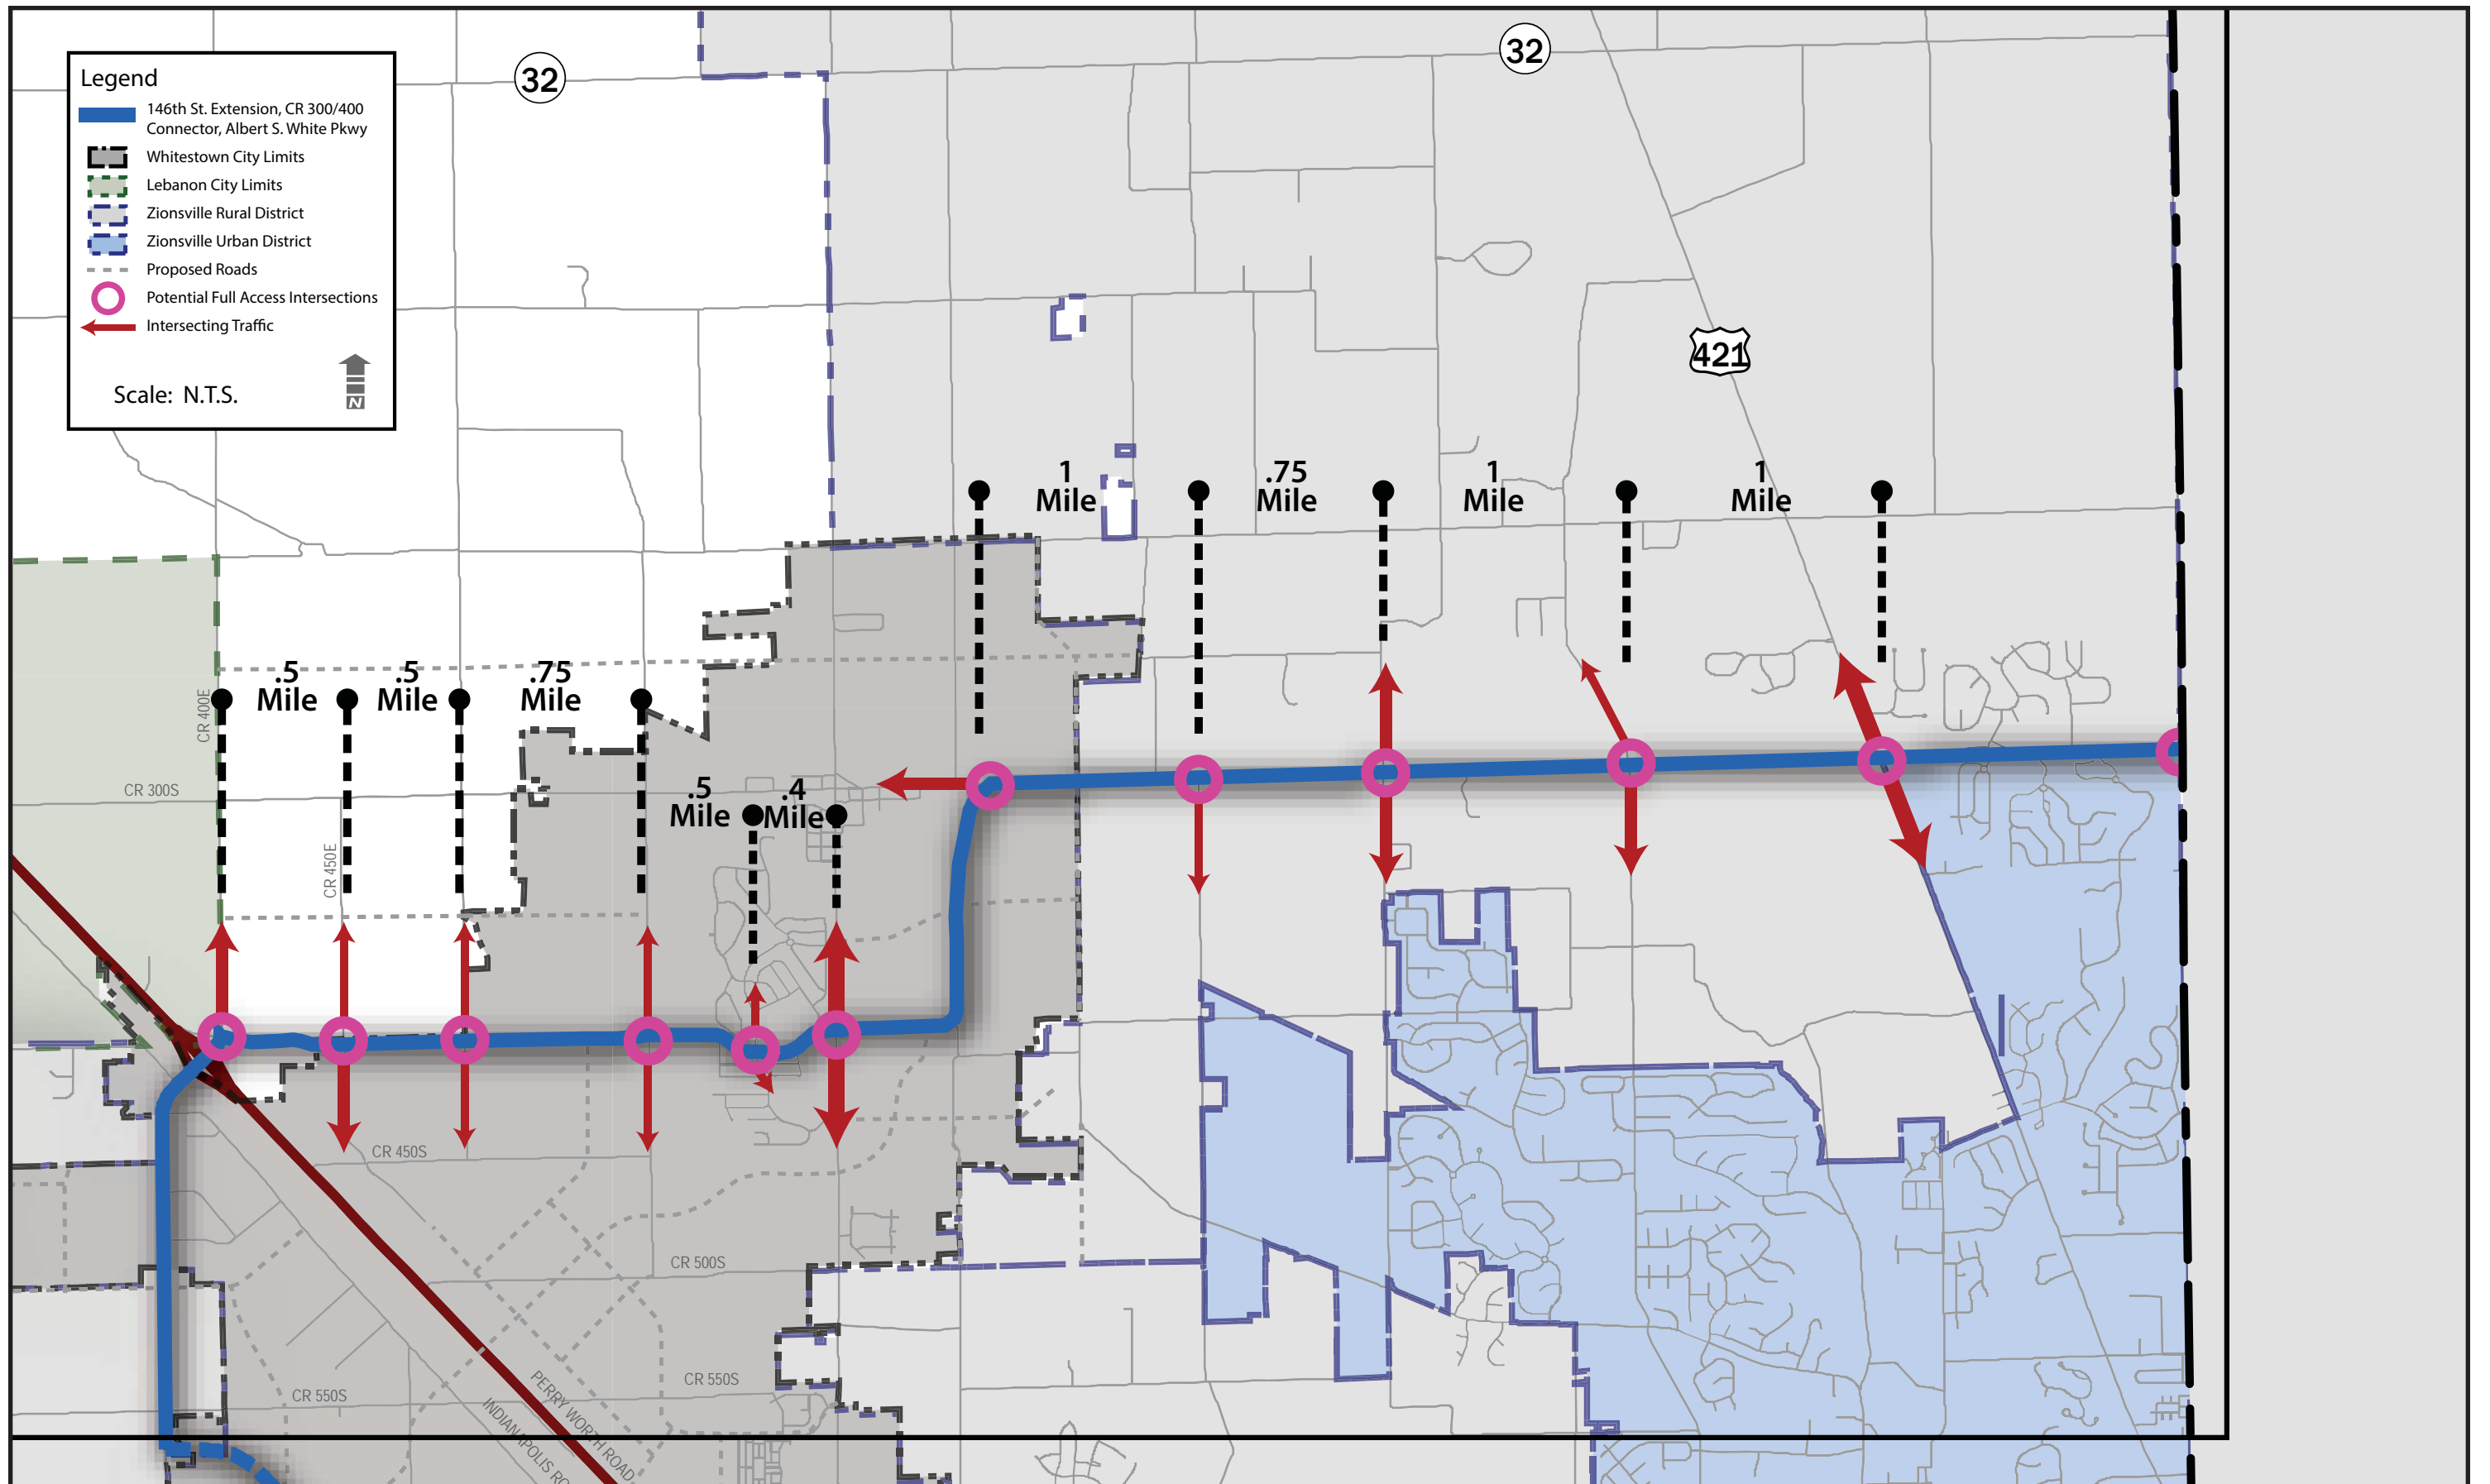 32
32
Legend
146th St. Extension, CR 300/400
Connector, Albert S. White Pkwy
Whitestown City Limits
Lebanon City Limits
Zionsville Rural District
Zionsville Urban District
Proposed Roads
Potential Full Access Intersections
Intersecting Traffic
Scale: N.T.S.
N
421
1
Mile
.75
Mile
1
Mile
1
Mile
.5
Mile
.5
Mile
.75
Mile
CR 400E
CR 300S
.5
Mile
.4
Mile
CR 450E
CR 450S
CR 500S
CR 550S
CR 550S
PERRY WORTH ROAD
INDIANAPOLIS